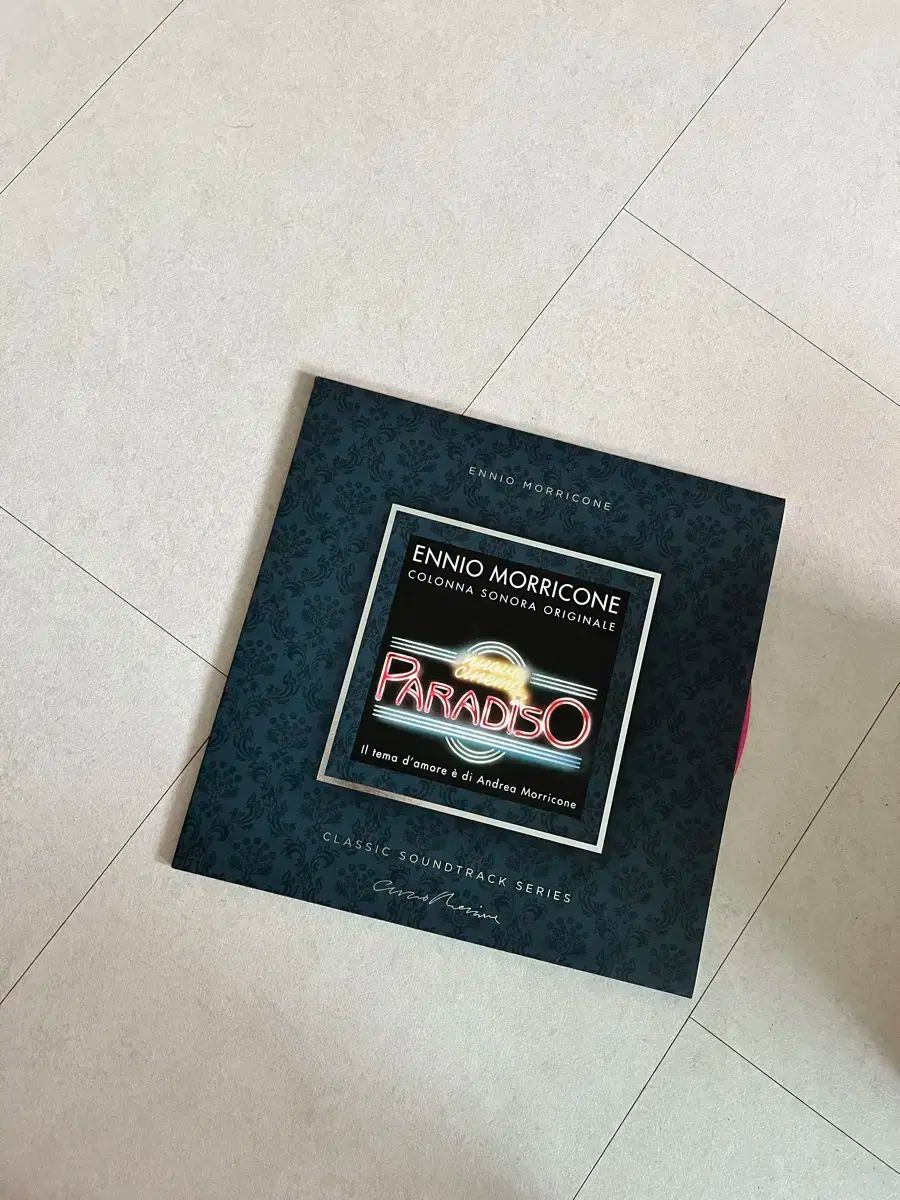 ENNIO MORRICONE
ENNIO MORRICONE
COLONNA SONORA ORIGINALE
nuovo
cinema
PARADISO
Il tema d'amore è di Andrea Morricone
CLASSIC SOUNDTRACK SERIES